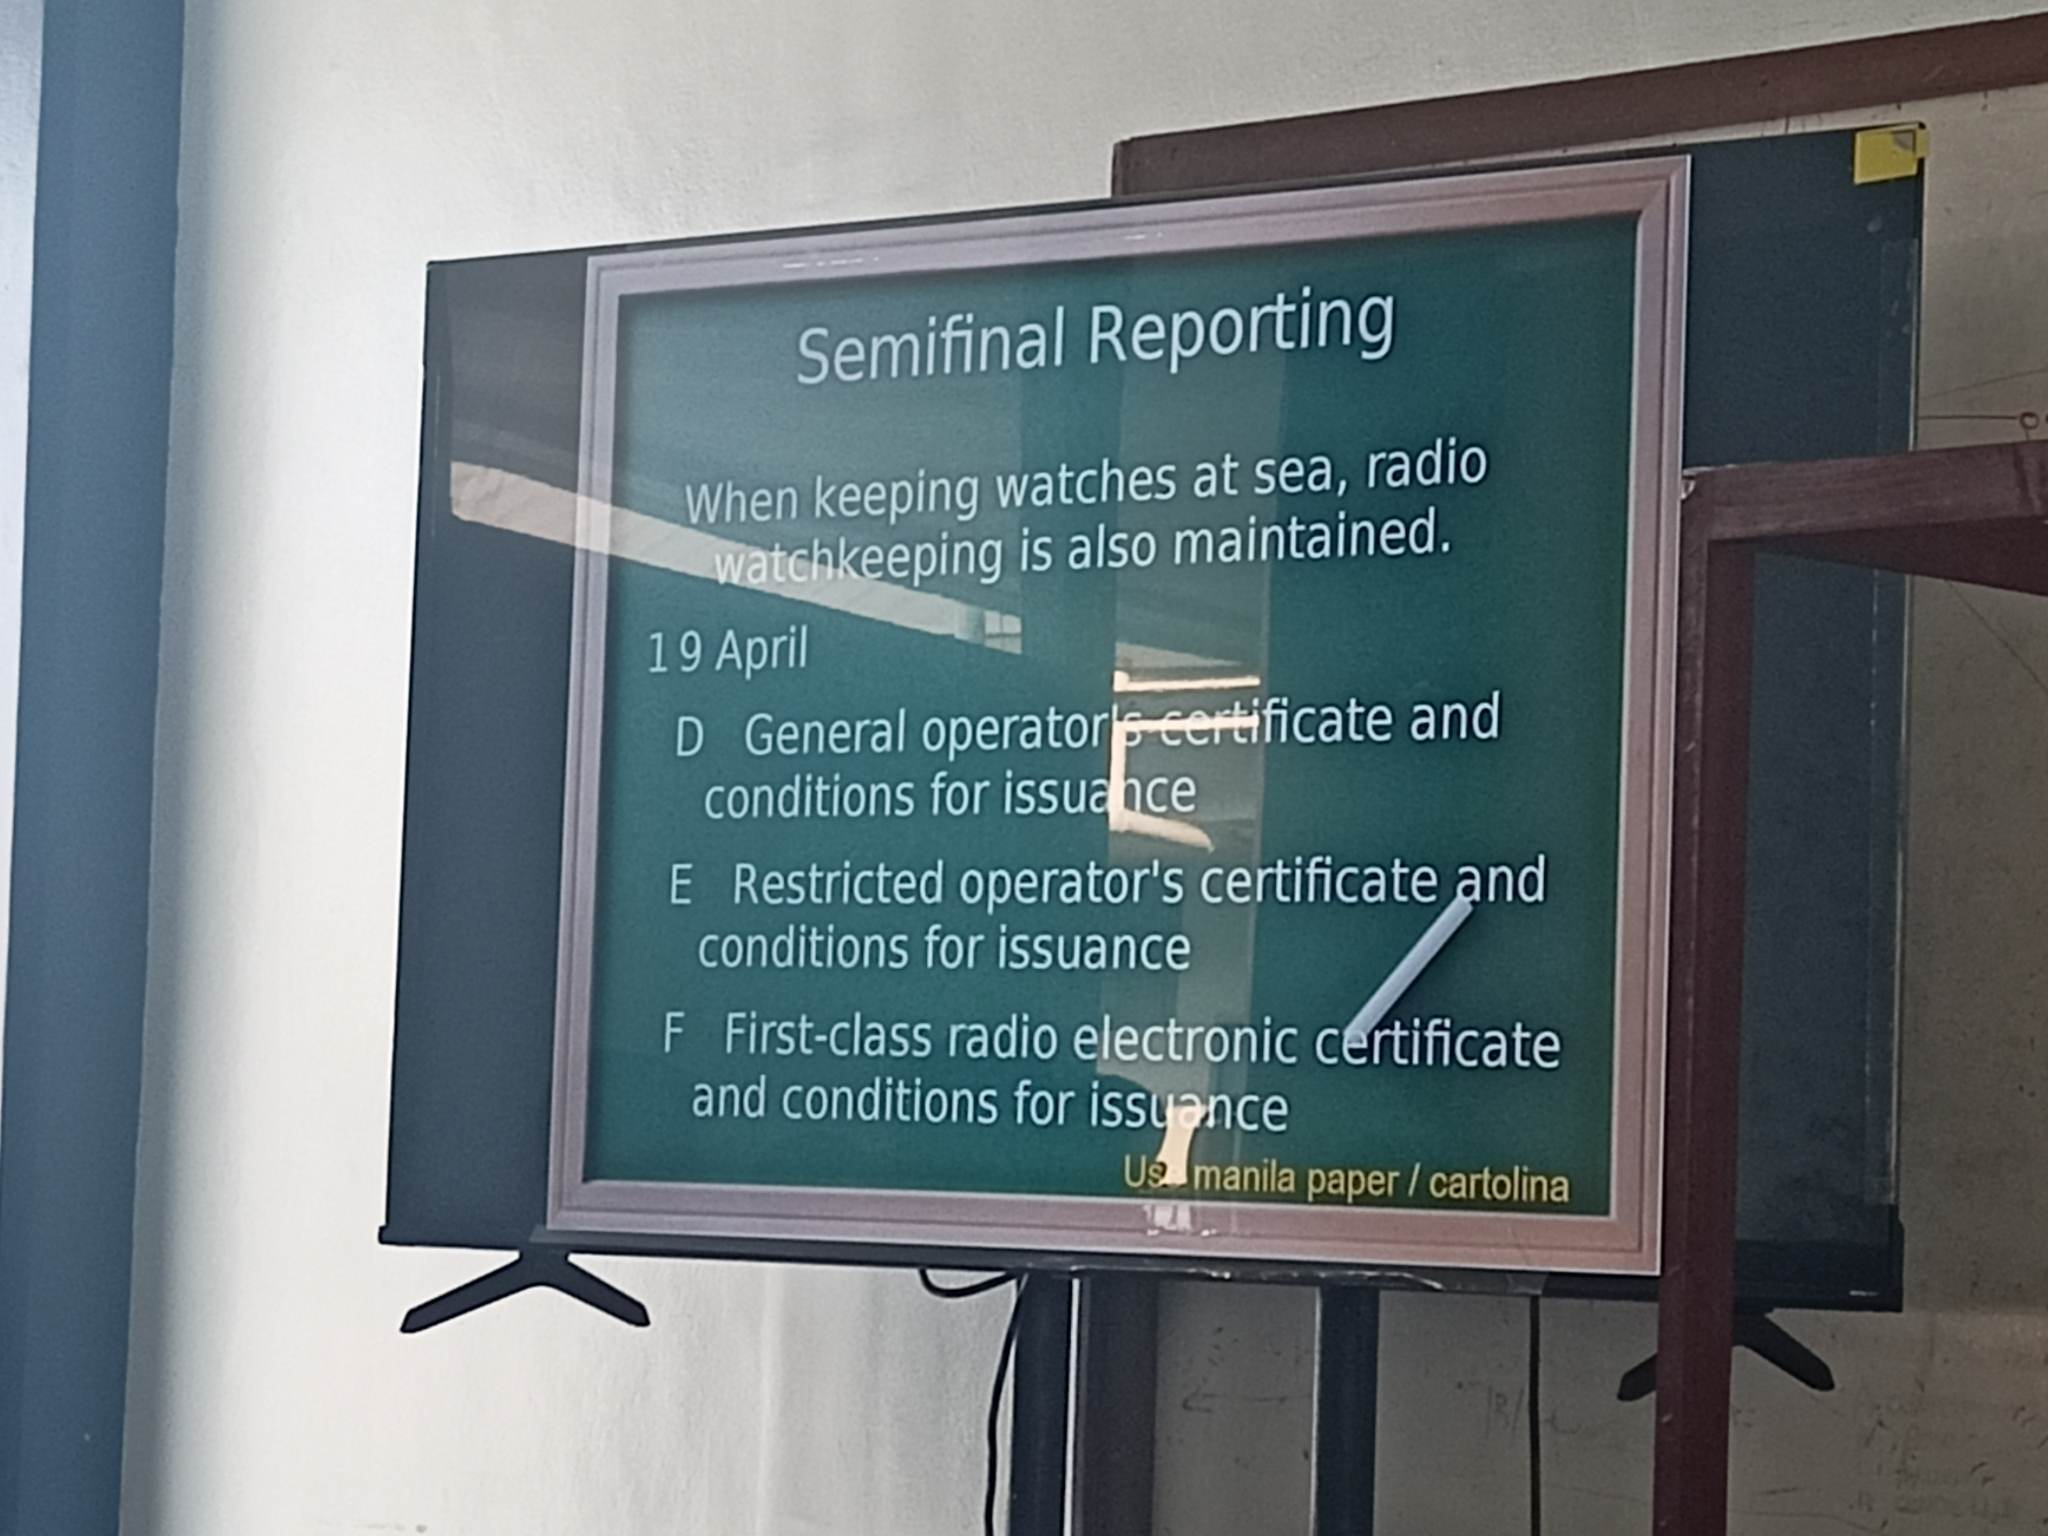 Semifinal Reporting
When keeping watches at sea, radio
watchkeeping is also maintained.
19 April
D General operator's certificate and
conditions for issuance
E Restricted operator's certificate and
conditions for issuance
F First-class radio electronic certificate
and conditions for issuance
Use manila paper / cartolina